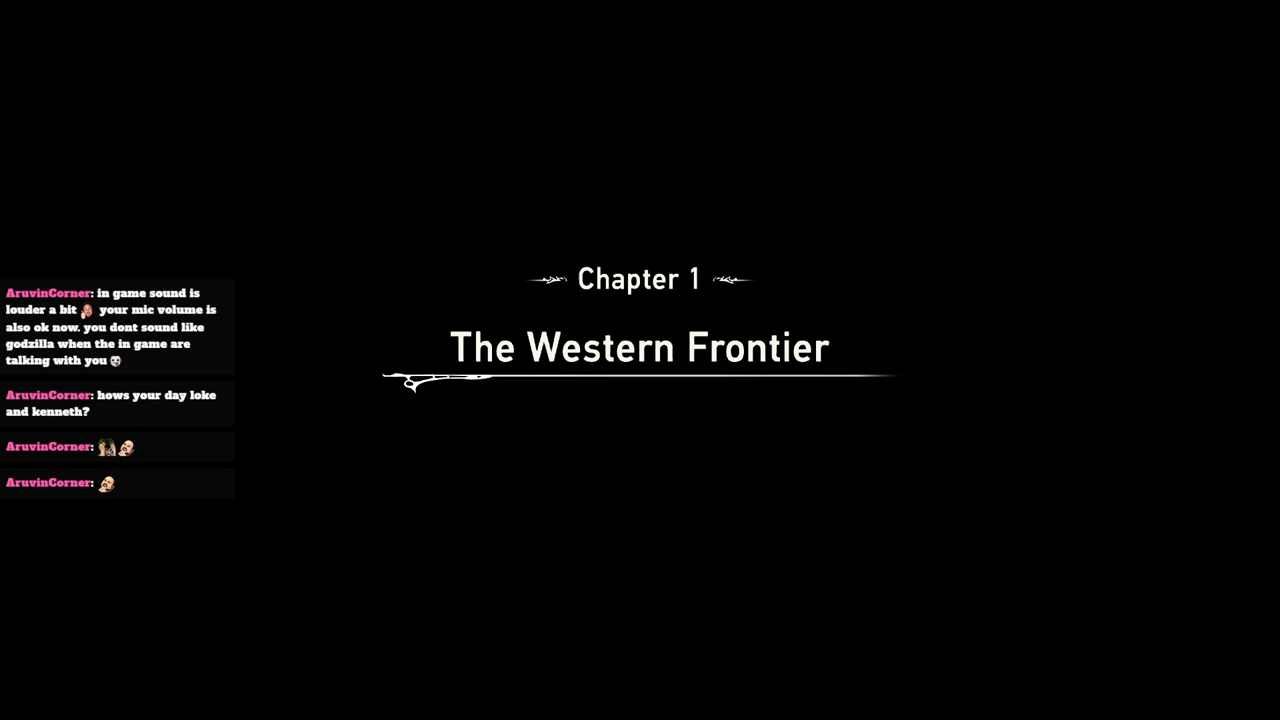 Chapter 1
The Western Frontier
AruvinCorner: in game sound is
louder a bit your mic volume is
also ok now. you dont sound like
godzilla when the in game are
talking with you
AruvinCorner: hows your day loke
and kenneth?
AruvinCorner:
AruvinCorner: